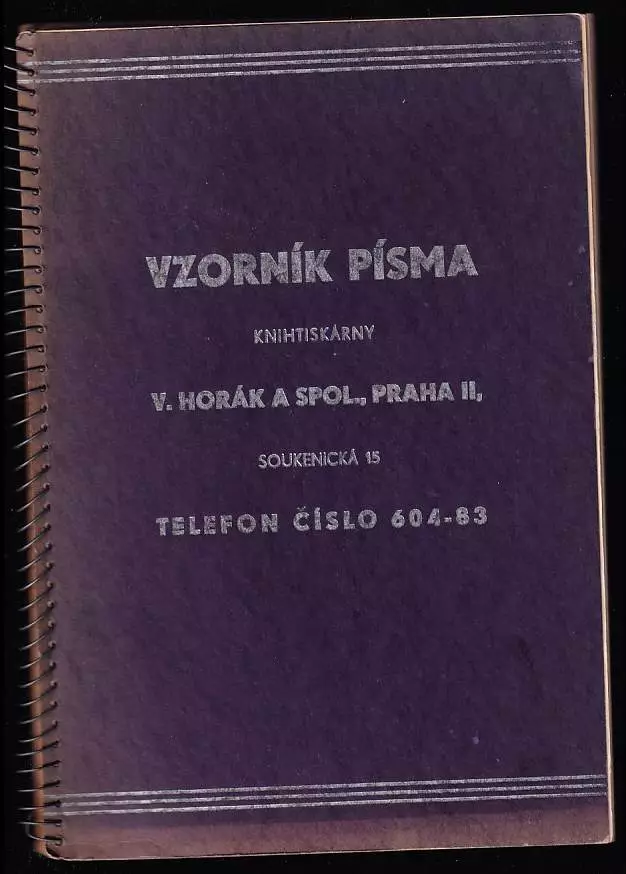 VZORNÍK PÍSMA
KNIHTISKÁRNY
V. HORÁK A SPOL., PRAHA II,
SOUKENICKÁ 15
TELEFON ČÍSLO 604-83